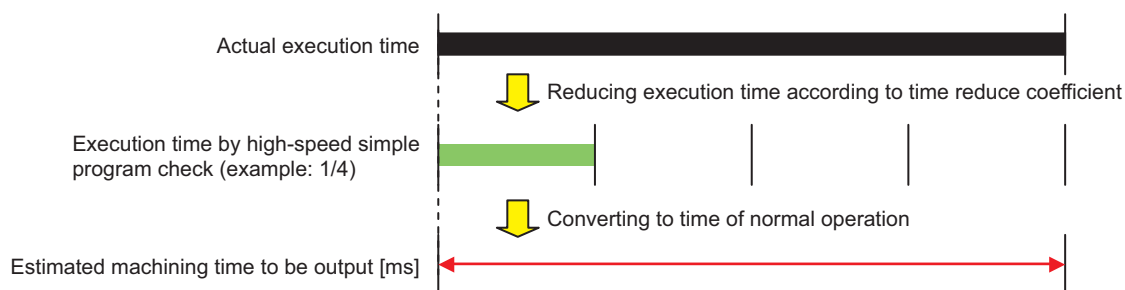 Actual execution time
Reducing execution time according to time reduce coefficient
Execution time by high-speed simple
program check (example: 1/4)
Converting to time of normal operation
Estimated machining time to be output [ms]